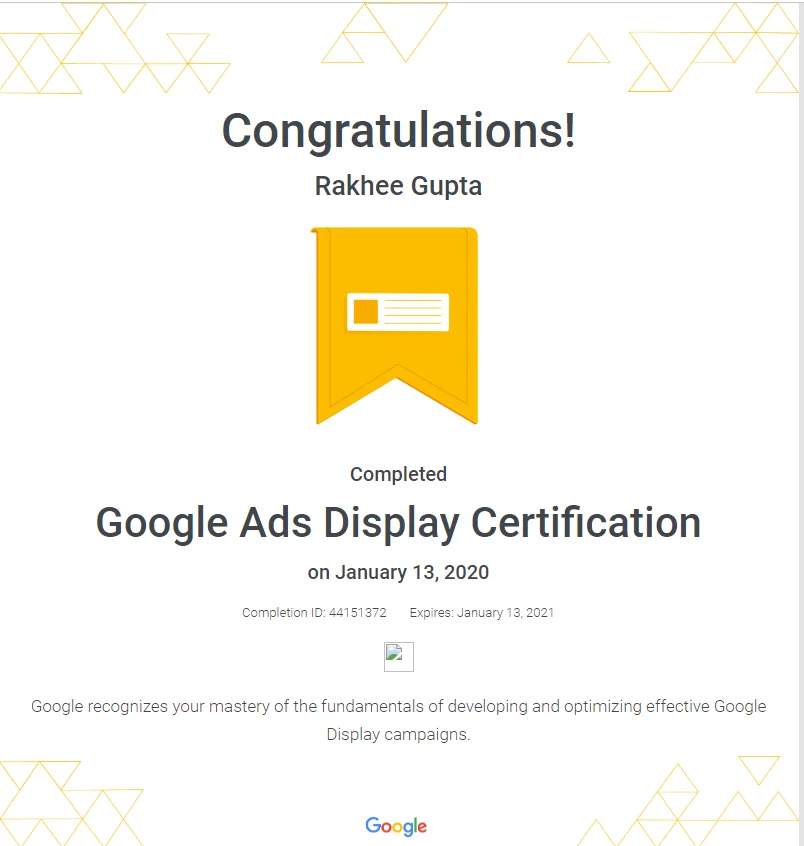 Congratulations!
Rakhee Gupta
Completed
Google Ads Display Certification
on January 13, 2020
Completion ID: 44151372 Expires: January 13, 2021
Google recognizes your mastery of the fundamentals of developing and optimizing effective Google
Display campaigns.
Google